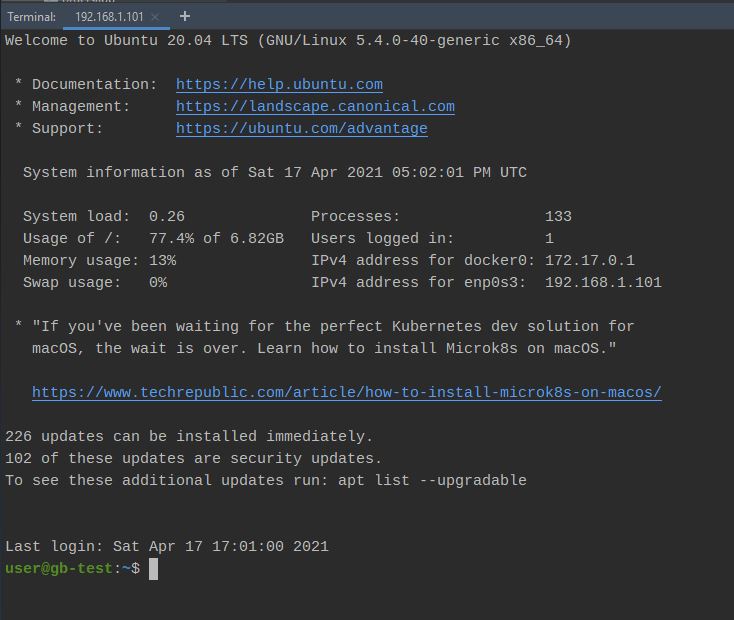 Terminal: 192.168.1.101 × +
Welcome to Ubuntu 20.04 LTS (GNU/Linux 5.4.0-40-generic x86_64)
* Documentation: https://help.ubuntu.com
* Management: https://landscape.canonical.com
* Support: https://ubuntu.com/advantage
System information as of Sat 17 Apr 2021 05:02:01 PM UTC
System load: 0.26 Processes: 133
Usage of /: 77.4% of 6.82GB Users logged in: 1
Memory usage: 13% IPv4 address for docker0: 172.17.0.1
Swap usage: 0% IPv4 address for enp0s3: 192.168.1.101
* "If you've been waiting for the perfect Kubernetes dev solution for
macOS, the wait is over. Learn how to install Microk8s on macOS."
https://www.techrepublic.com/article/how-to-install-microk8s-on-macos/
226 updates can be installed immediately.
102 of these updates are security updates.
To see these additional updates run: apt list --upgradable
Last login: Sat Apr 17 17:01:00 2021
user@gb-test:~$